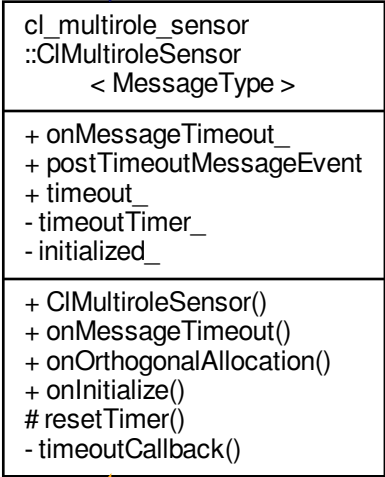 cl_multirole_sensor
::ClMultiroleSensor
< MessageType >
+ onMessageTimeout_
+ postTimeoutMessageEvent
+ timeout_
- timeoutTimer_
- initialized_
+ ClMultiroleSensor()
+ onMessageTimeout()
+ onOrthogonalAllocation()
+ onInitialize()
# resetTimer()
- timeoutCallback()